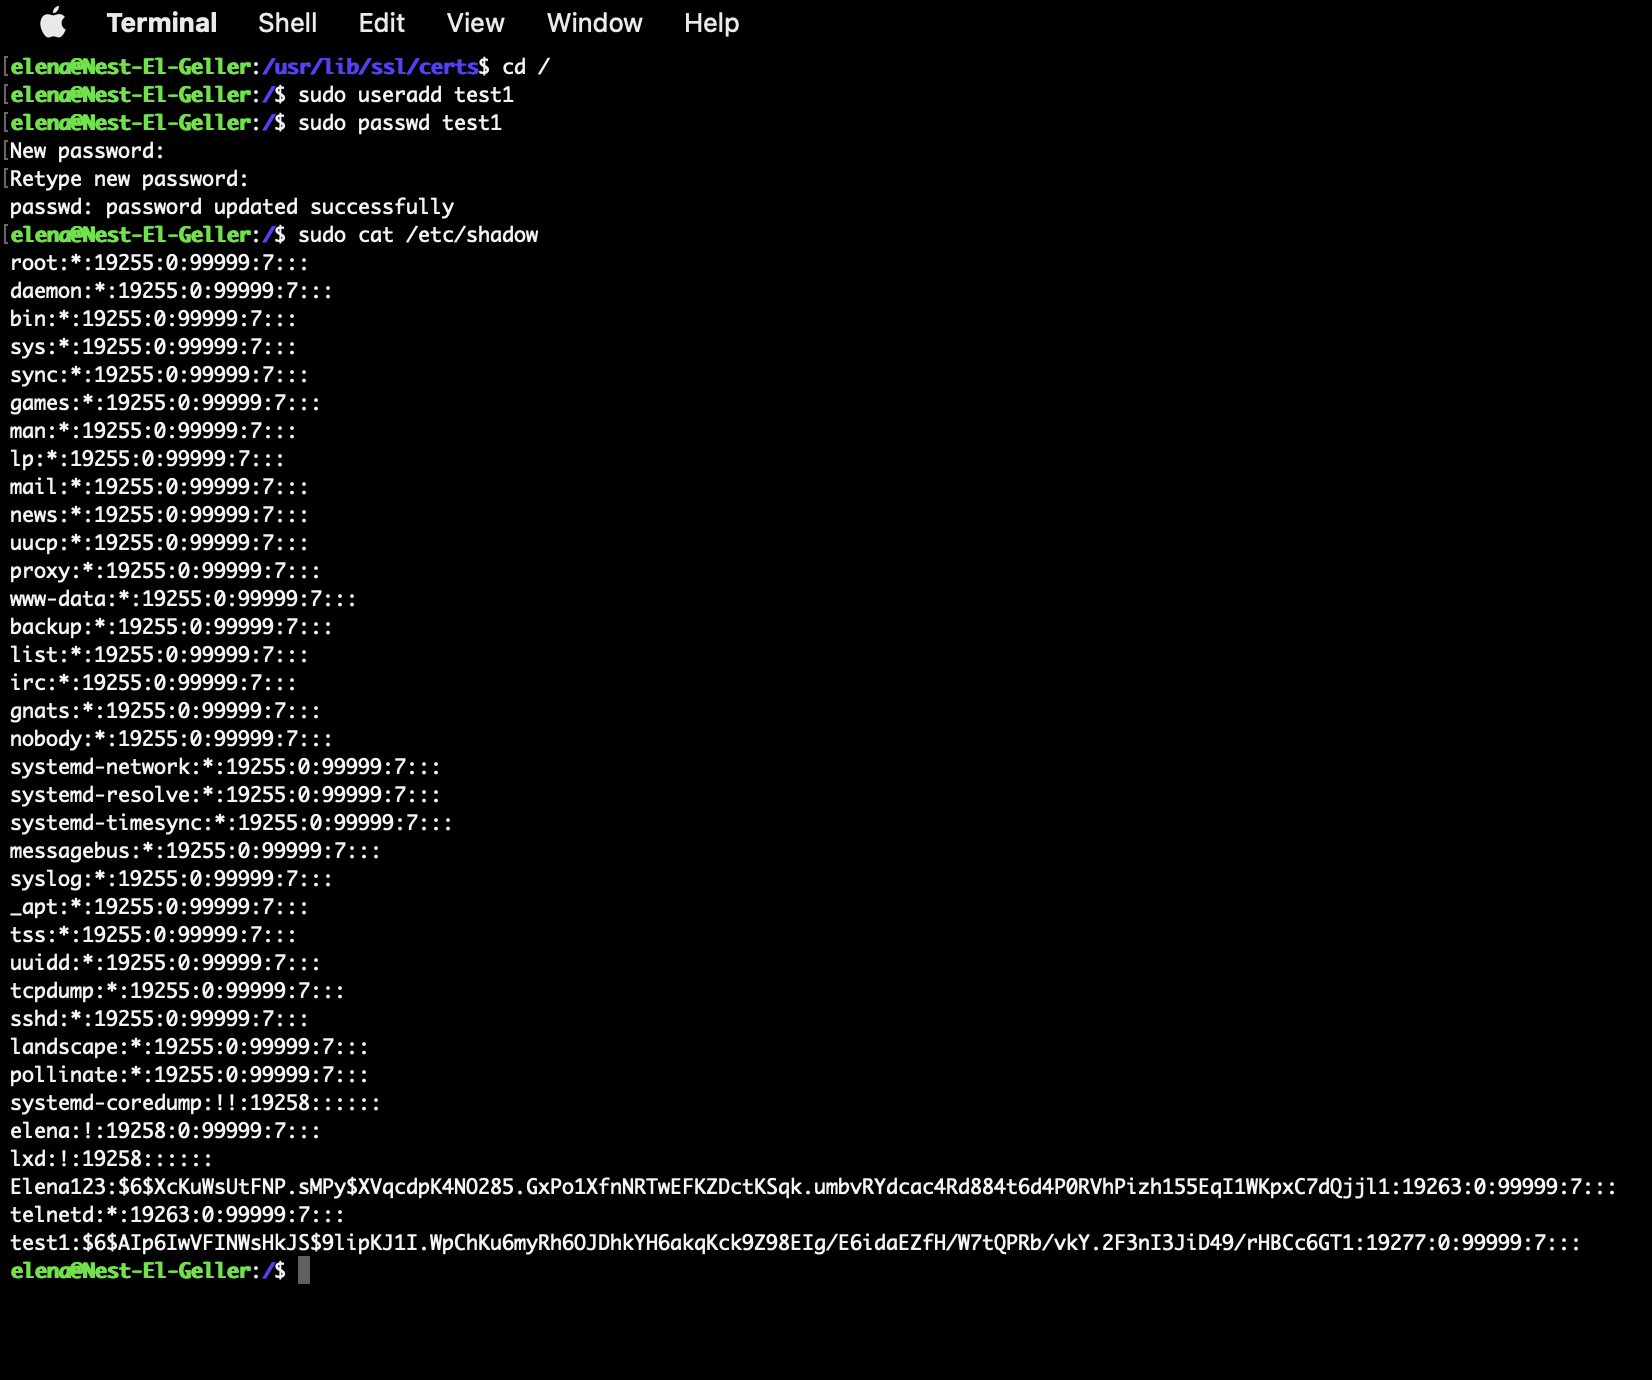 Terminal Shell Edit View Window Help
[elena@Nest-El-Geller:/usr/lib/ssl/certs$ cd /
[elena@Nest-El-Geller:/$ sudo useradd test1
[elena@Nest-El-Geller:/$ sudo passwd test1
[New password:
[Retype new password:
passwd: password updated successfully
[elena@Nest-El-Geller:/$ sudo cat /etc/shadow
root:*:19255:0:99999:7:::
daemon:*:19255:0:99999:7:::
bin:*:19255:0:99999:7:::
sys:*:19255:0:99999:7:::
sync:*:19255:0:99999:7:::
games:*:19255:0:99999:7:::
man:*:19255:0:99999:7:::
lp:*:19255:0:99999:7:::
mail:*:19255:0:99999:7:::
news:*:19255:0:99999:7:::
uucp:*:19255:0:99999:7:::
proxy:*:19255:0:99999:7:::
www-data:*:19255:0:99999:7:::
backup:*:19255:0:99999:7:::
list:*:19255:0:99999:7:::
irc:*:19255:0:99999:7:::
gnats:*:19255:0:99999:7:::
nobody:*:19255:0:99999:7:::
systemd-network:*:19255:0:99999:7:::
systemd-resolve:*:19255:0:99999:7:::
systemd-timesync:*:19255:0:99999:7:::
messagebus:*:19255:0:99999:7:::
syslog:*:19255:0:99999:7:::
_apt:*:19255:0:99999:7:::
tss:*:19255:0:99999:7:::
uuidd:*:19255:0:99999:7:::
tcpdump:*:19255:0:99999:7:::
sshd:*:19255:0:99999:7:::
landscape:*:19255:0:99999:7:::
pollinate:*:19255:0:99999:7:::
systemd-coredump:!!:19258::::::
elena:!:19258:0:99999:7:::
lxd:!:19258::::::
Elena123:$6$XcKuWsUtFNP.sMPy$XVqcdpK4NO285.GxPo1XfnNRTwEFKZDctKSqk.umbvRYdcac4Rd884t6d4P0RVhPizh155EqI1WKpxC7dQjjl1:19263:0:99999:7:::
telnetd:*:19263:0:99999:7:::
test1:$6$AIp6IwVFINWsHkJS$9lipKJ1I.WpChKu6myRh6OJDhkYH6akqKck9Z98EIg/E6idaEZfH/W7tQPRb/vkY.2F3nI3JiD49/rHBCc6GT1:19277:0:99999:7:::
elena@Nest-El-Geller:/$